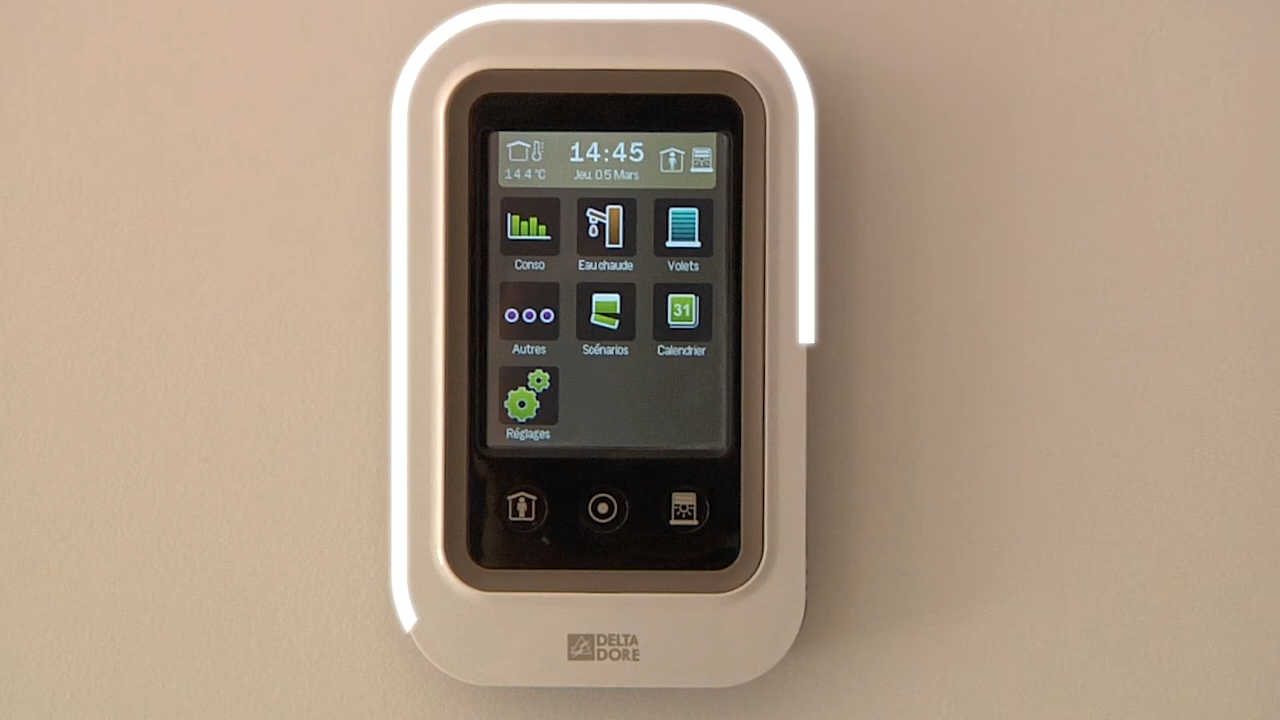 14:45
14.4 °C
Jeu. 05 Mars
Conso
Eau chaude
Volets
31
Autres
Scénarios
Calendrier
Réglages
DELTA
DORE